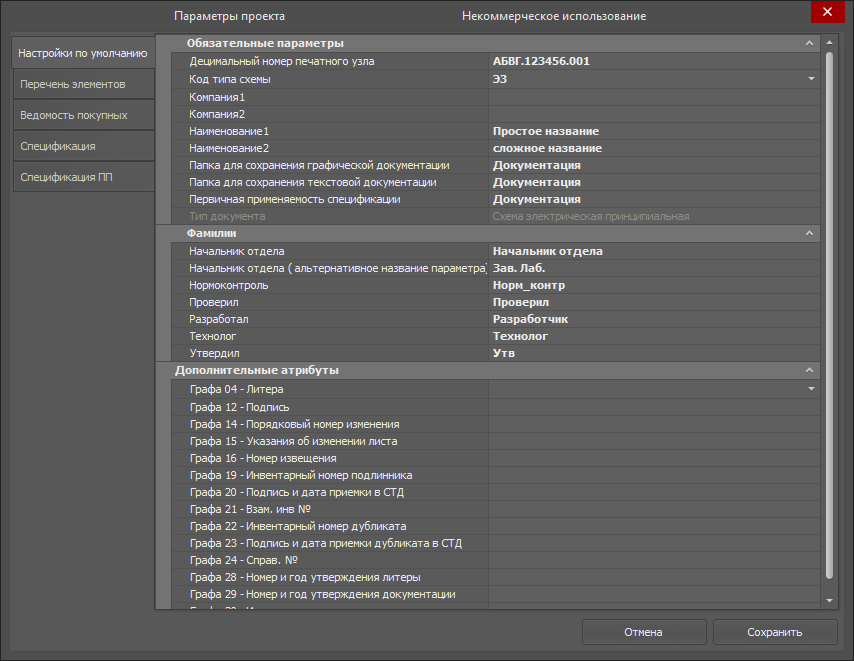 Параметры проекта Некоммерческое использование
Настройки по умолчанию
Перечень элементов
Ведомость покупных
Спецификация
Спецификация ПП
Обязательные параметры
Децимальный номер печатного узла АБВГ.123456.001
Код типа схемы Э3
Компания1
Компания2
Наименование1 Простое название
Наименование2 сложное название
Папка для сохранения графической документации Документация
Папка для сохранения текстовой документации Документация
Первичная применяемость спецификации Документация
Тип документа Схема электрическая принципиальная
Фамилии
Начальник отдела Начальник отдела
Начальник отдела ( альтернативное название параметра) Зав. Лаб.
Нормоконтроль Норм_контр
Проверил Проверил
Разработал Разработчик
Технолог Технолог
Утвердил Утв
Дополнительные атрибуты
Графа 04 - Литера
Графа 12 - Подпись
Графа 14 - Порядковый номер изменения
Графа 15 - Указания об изменении листа
Графа 16 - Номер извещения
Графа 19 - Инвентарный номер подлинника
Графа 20 - Подпись и дата приемки в СТД
Графа 21 - Взам. инв №
Графа 22 - Инвентарный номер дубликата
Графа 23 - Подпись и дата приемки дубликата в СТД
Графа 24 - Справ. №
Графа 28 - Номер и год утверждения литеры
Графа 29 - Номер и год утверждения документации
Отмена Сохранить